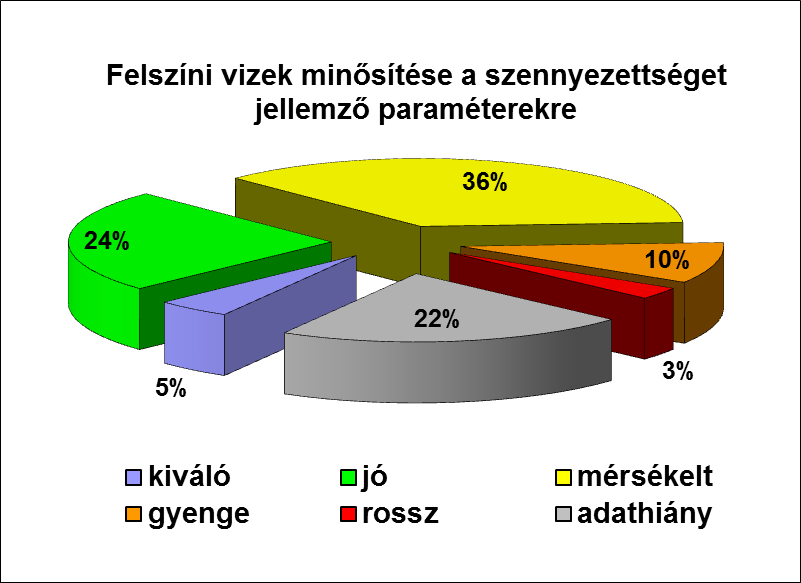 Felszíni vizek minősítése a szennyezettséget
jellemző paraméterekre
36%
24%
10%
22%
3%
5%
kiváló jó mérsékelt
gyenge rossz adathiány